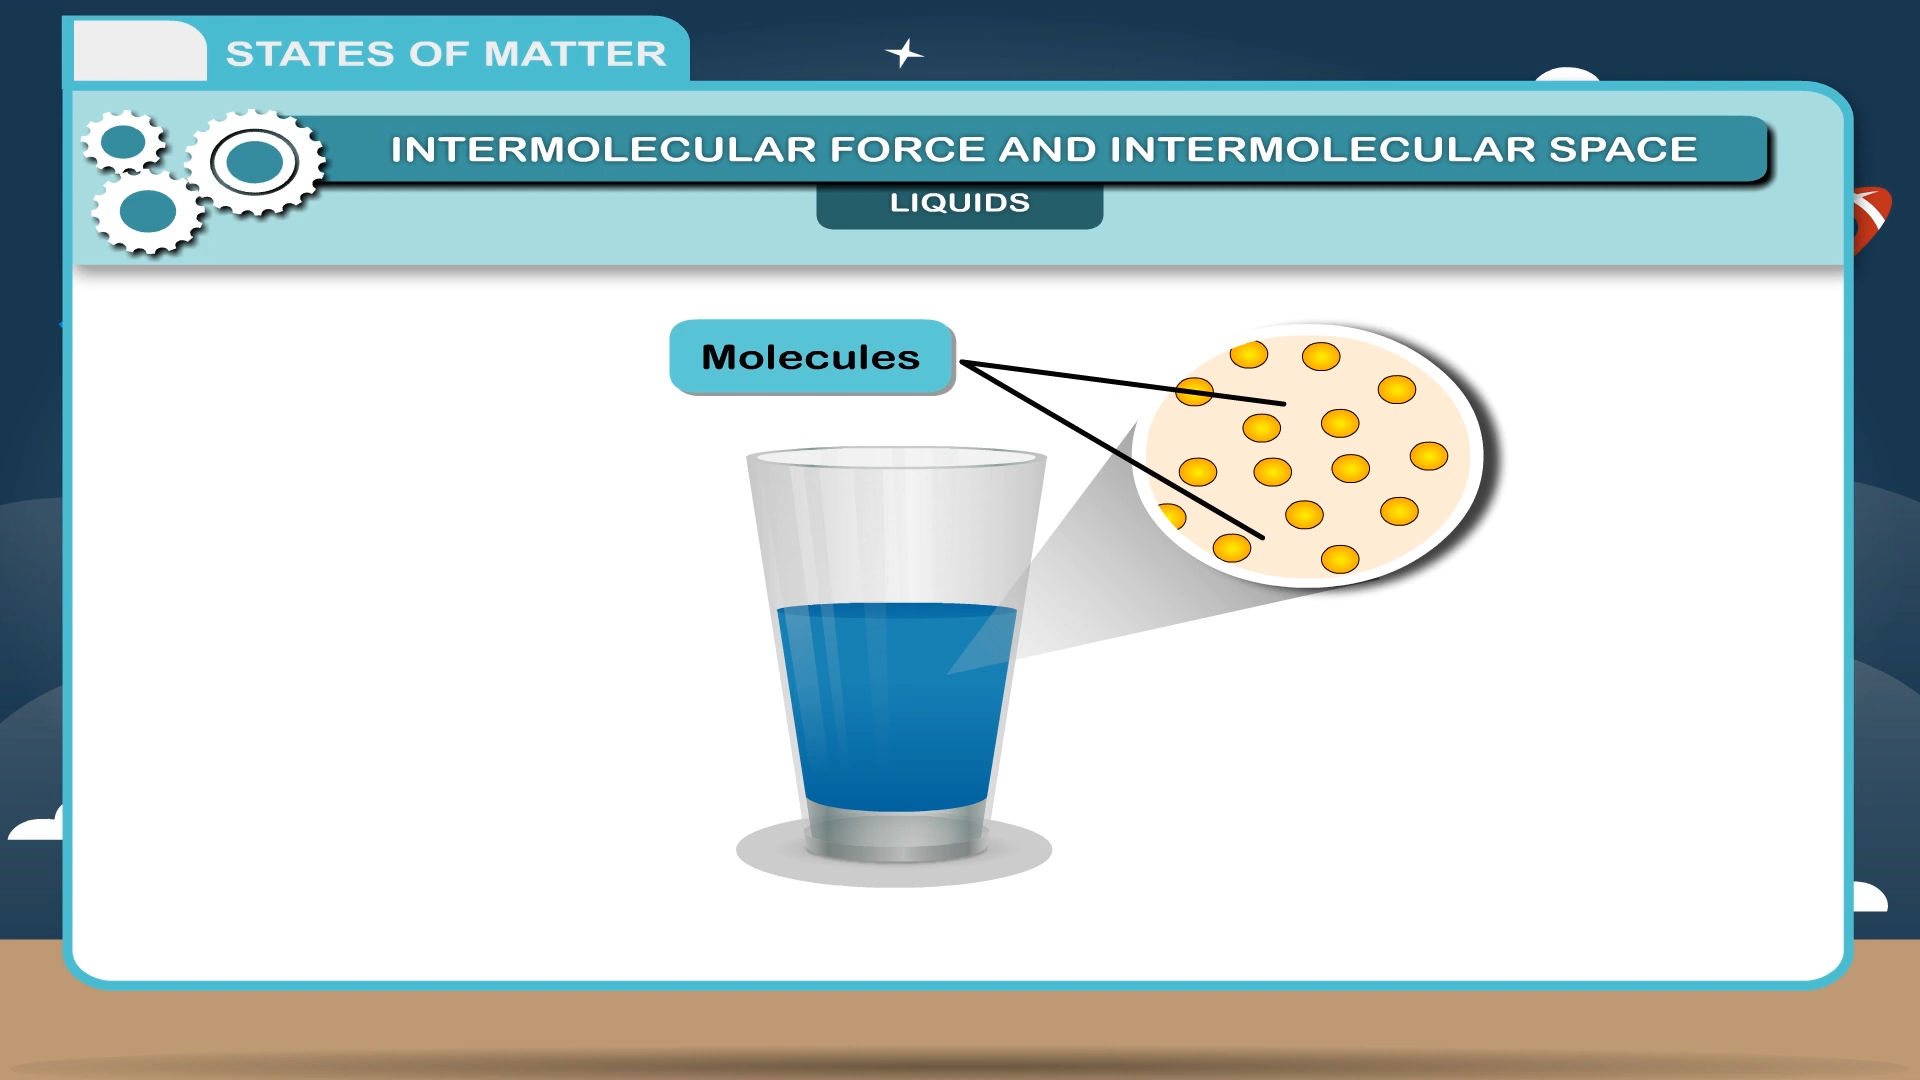 STATES OF MATTER
INTERMOLECULAR FORCE AND INTERMOLECULAR SPACE
LIQUIDS
Molecules